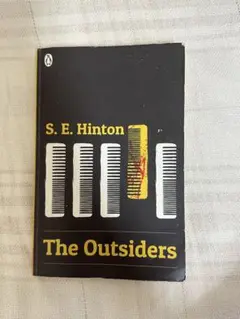 S. E. Hinton
The Outsiders